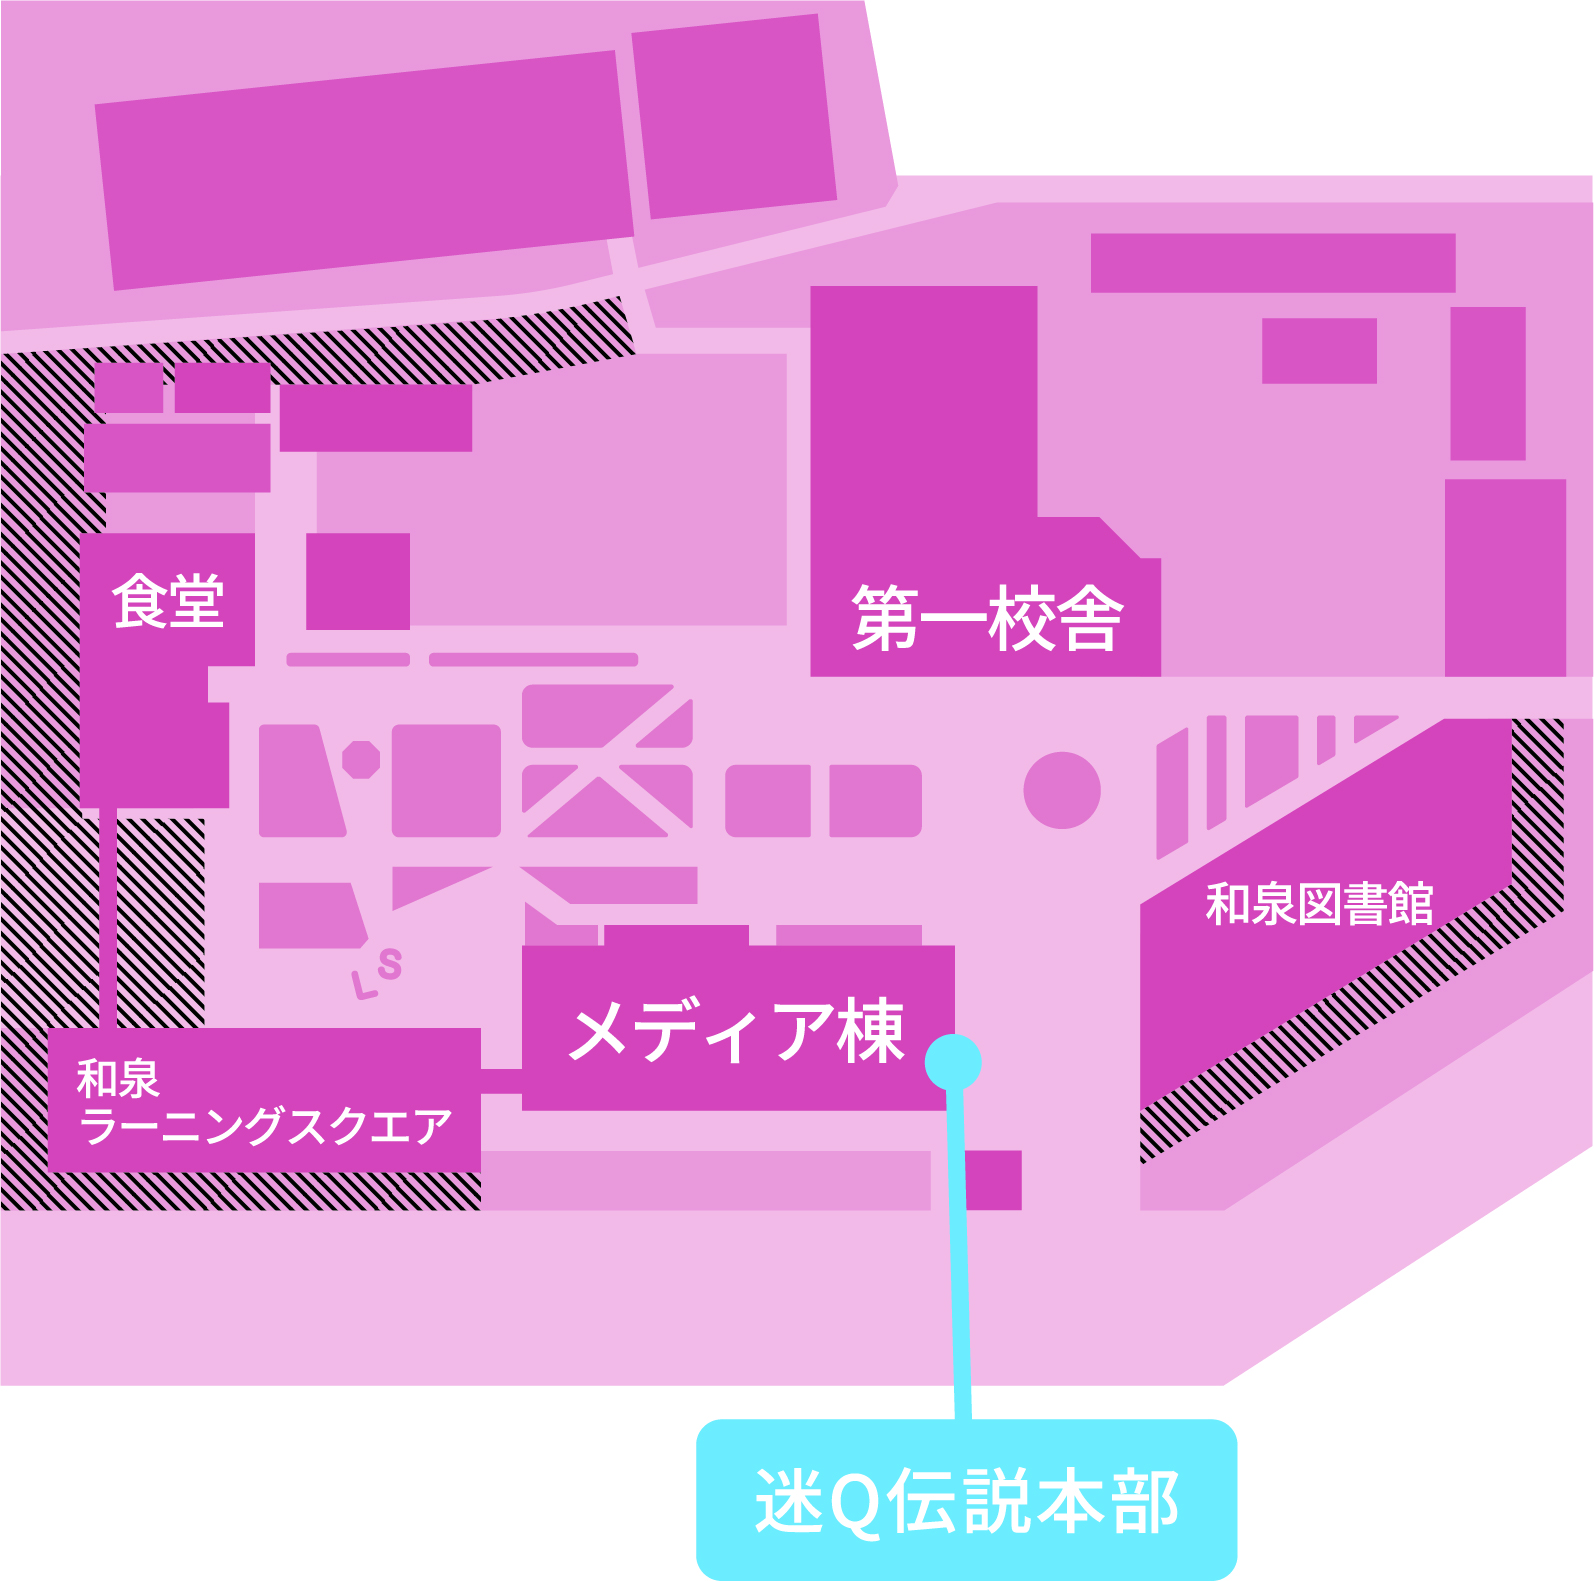 食堂
第一校舎
和泉図書館
S
メディア棟
和泉
ラーニングスクエア
迷Q伝説本部